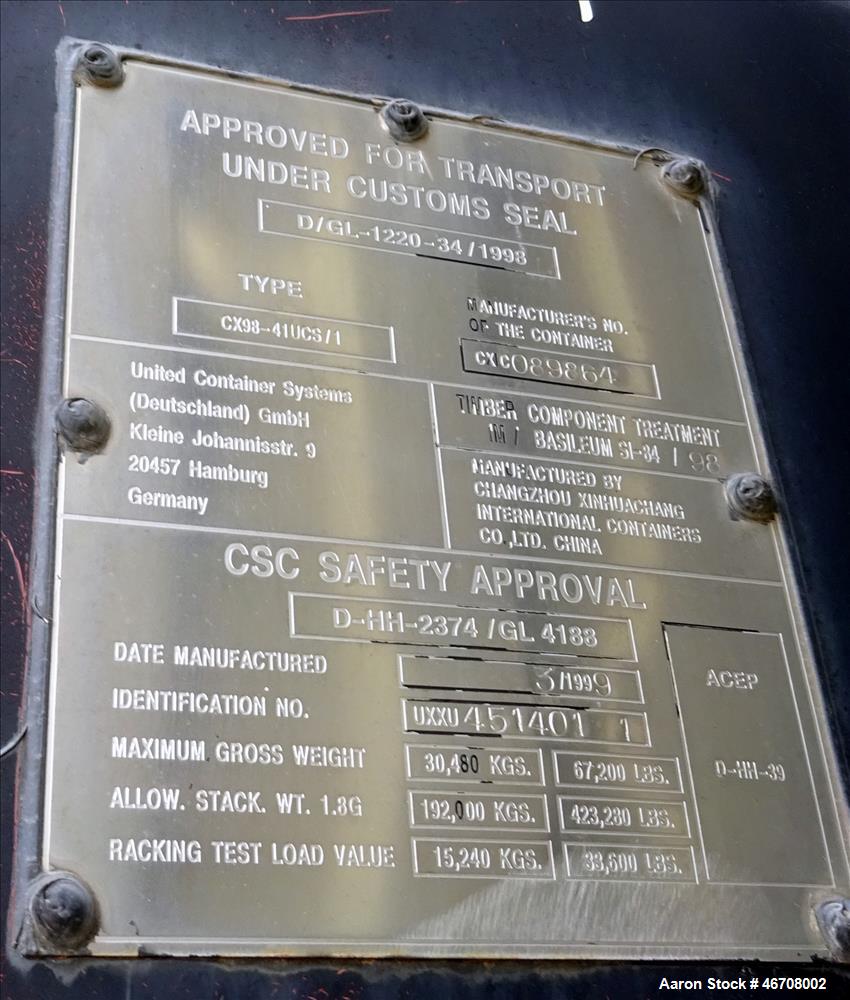 APPROVED FOR TRANSPORT
UNDER CUSTOMS SEAL
D/GL-1220-34/1998
TYPE
CX98-41UCS/1
MANUFACTURER'S NO.
OF THE CONTAINER
CXC089864
United Container Systems
(Deutschland) GmbH
Kleine Johannisstr. 9
20457 Hamburg
Germany
TIMBER COMPONENT TREATMENT
IM / BASILEUM SI-84 / 98
MANUFACTURED BY
CHANGZHOU XINHUACHANG
INTERNATIONAL CONTAINERS
CO.,LTD. CHINA
CSC SAFETY APPROVAL
D-HH-2374 /GL 4188
DATE MANUFACTURED 3/1999
IDENTIFICATION NO. UXXU 451401 1
MAXIMUM GROSS WEIGHT 30,480 KGS. 67,200 LBS.
ALLOW. STACK. WT. 1.8G 192,000 KGS. 423,280 LBS.
RACKING TEST LOAD VALUE 15,240 KGS. 33,600 LBS.
ACEP
D-HH-39
Aaron Stock # 46708002